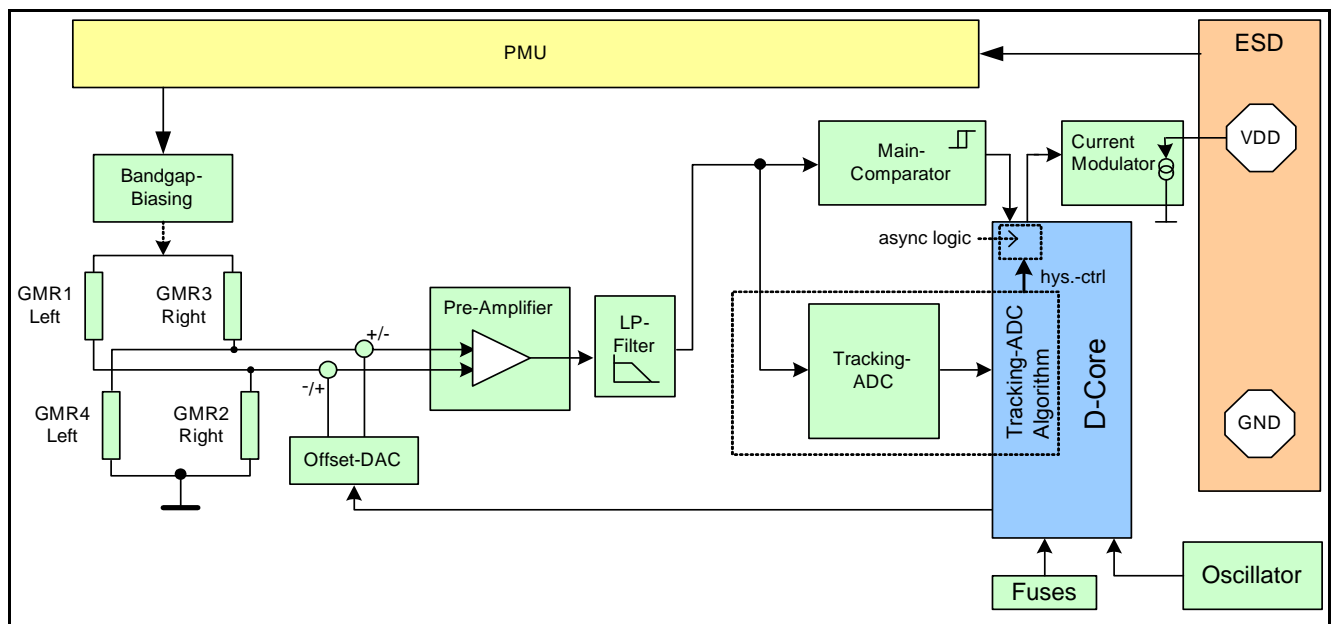 PMU
ESD
VDD
GND
Bandgap-
Biasing
GMR1
Left
GMR3
Right
GMR4
Left
GMR2
Right
+/-
-/+
Offset-DAC
Pre-Amplifier
LP-
Filter
Main-
Comparator
Current
Modulator
async logic
hys.-ctrl
Tracking-
ADC
Tracking-ADC
Algorithm
D-Core
Fuses
Oscillator